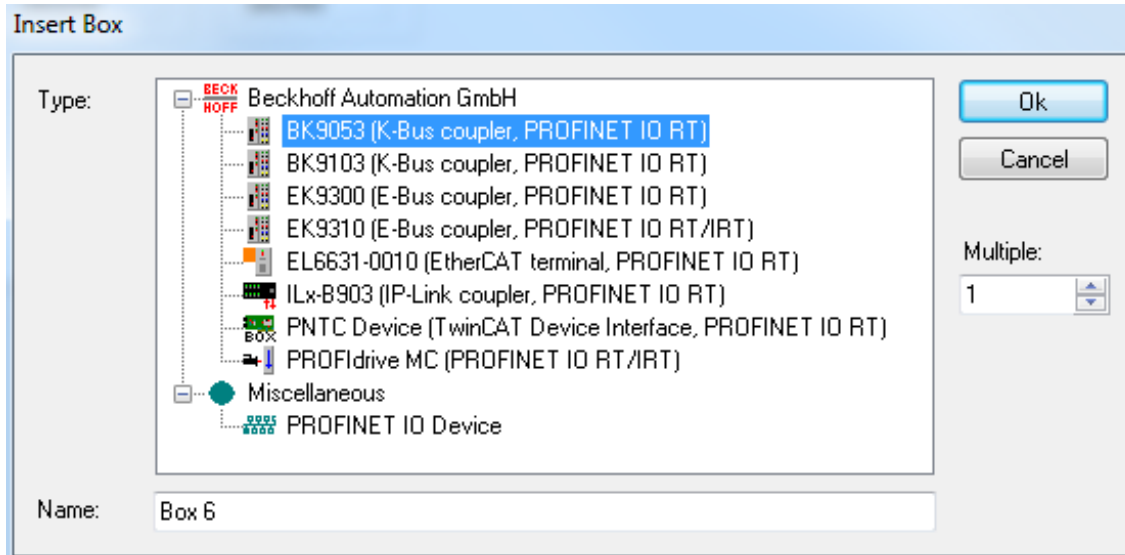 Insert Box
Type:
BECK
HOFF
Beckhoff Automation GmbH
BK9053 (K-Bus coupler, PROFINET IO RT)
BK9103 (K-Bus coupler, PROFINET IO RT)
EK9300 (E-Bus coupler, PROFINET IO RT)
EK9310 (E-Bus coupler, PROFINET IO RT/IRT)
EL6631-0010 (EtherCAT terminal, PROFINET IO RT)
ILx-B903 (IP-Link coupler, PROFINET IO RT)
BOX
PNTC Device (TwinCAT Device Interface, PROFINET IO RT)
PROFIdrive MC (PROFINET IO RT/IRT)
Miscellaneous
PROFINET IO Device
Ok
Cancel
Multiple:
1
Name:
Box 6